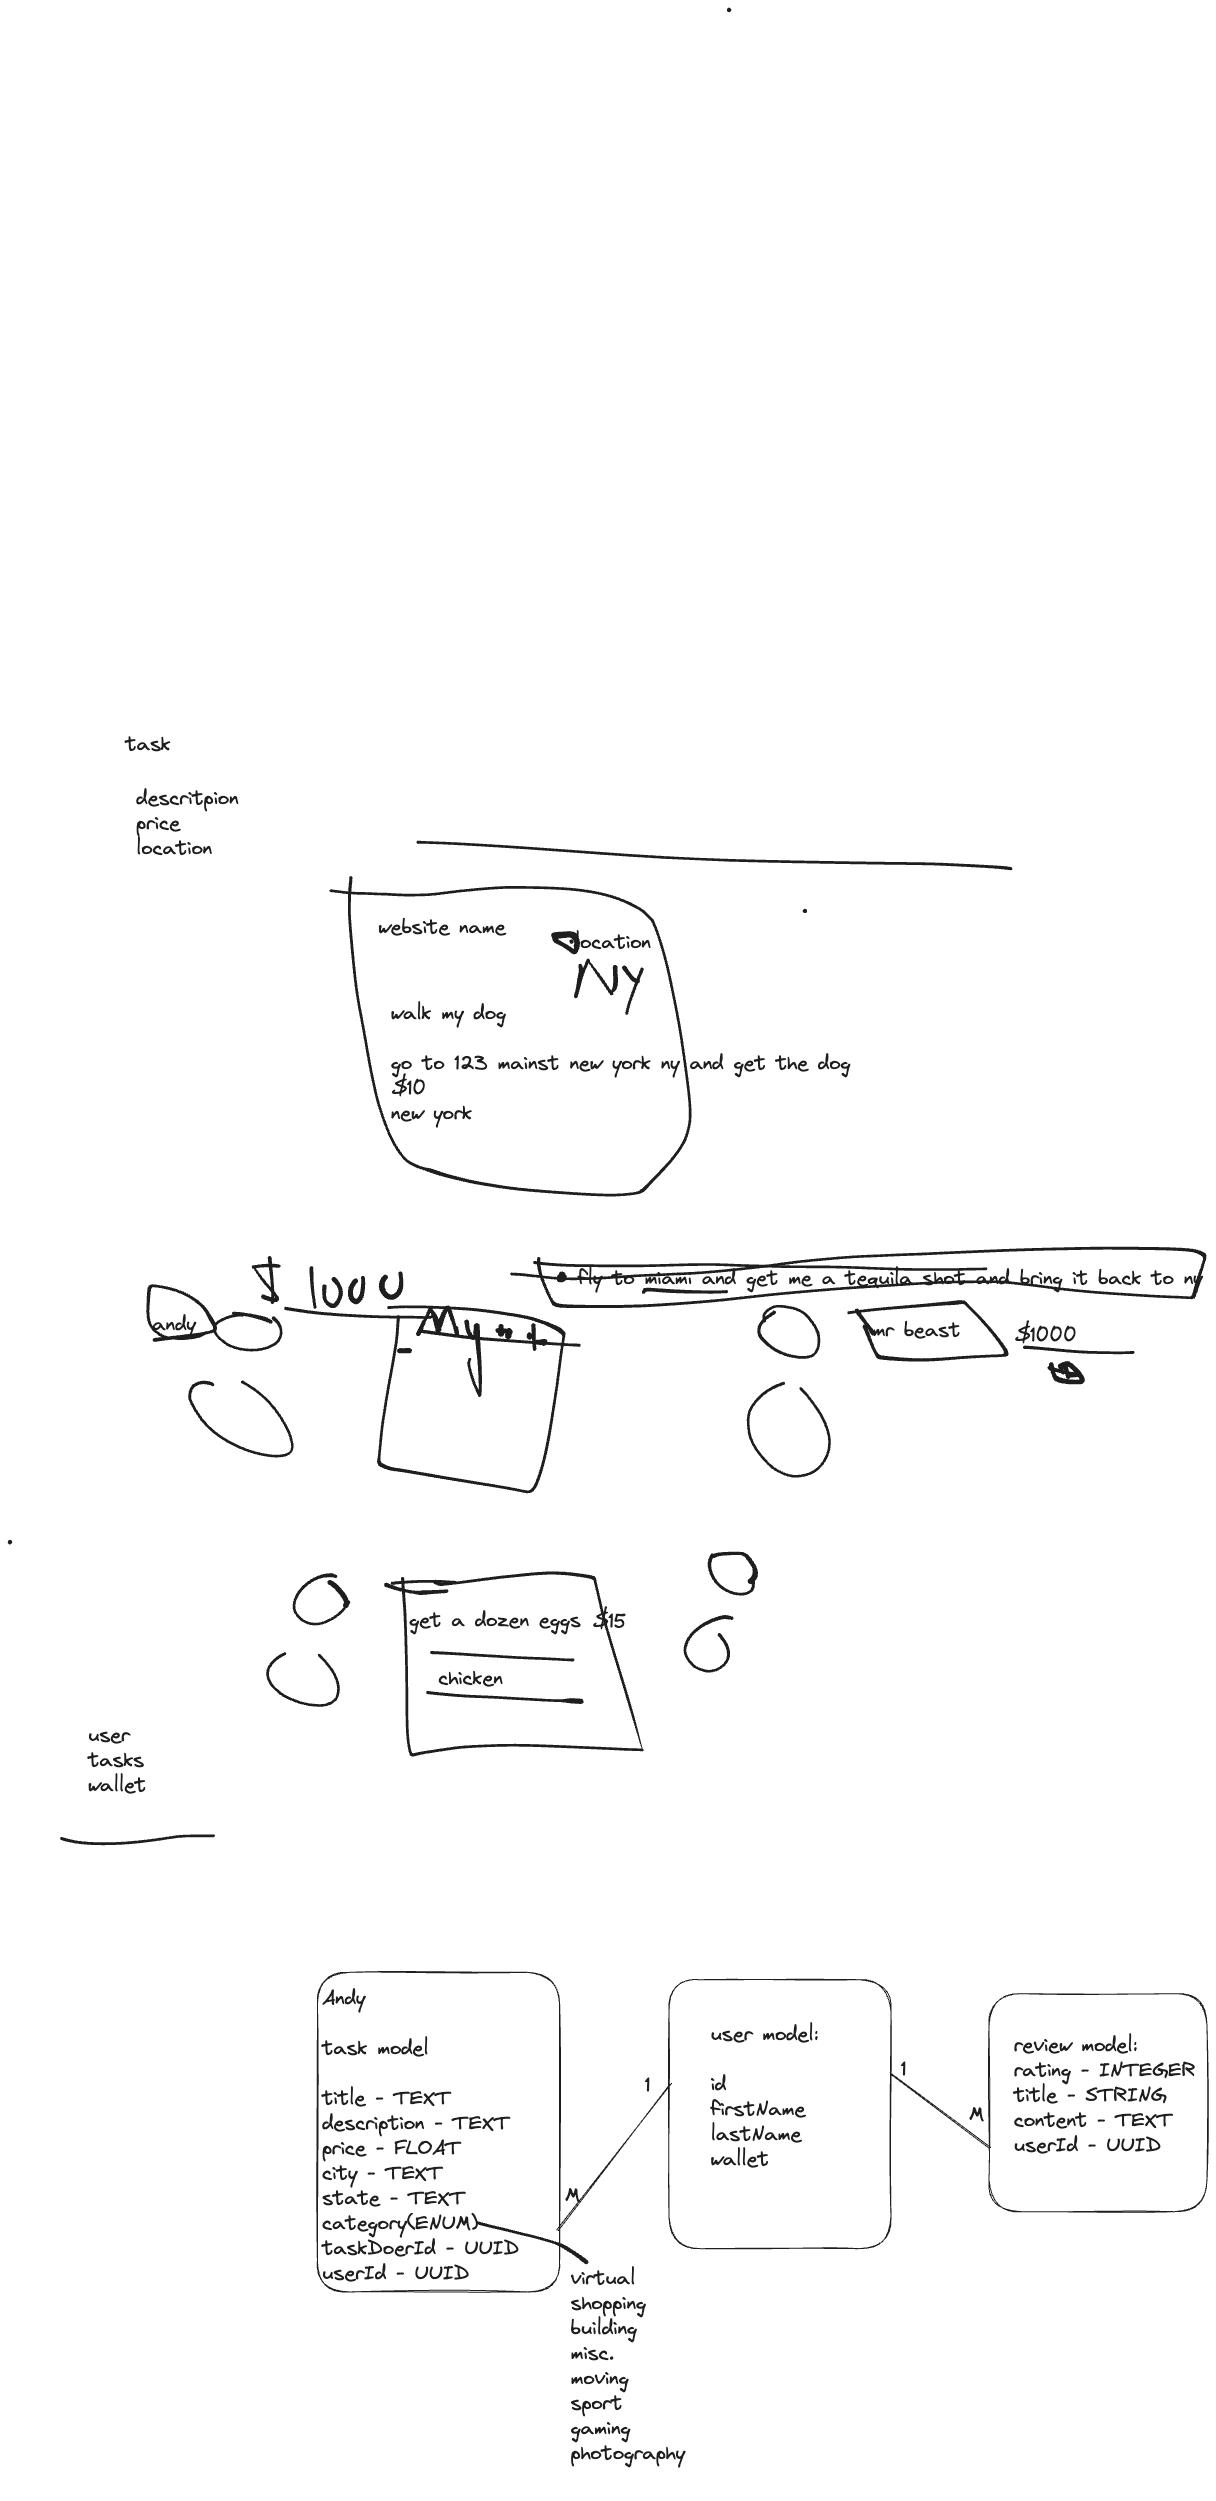 task
descritpion
price
location
website name
location
NY
walk my dog
go to 123 mainst new york ny and get the dog
$10
new york
$ 1000
fly to miami and get me a tequila shot and bring it back to ny
andy
mr beast
$1000
get a dozen eggs $15
chicken
user
tasks
wallet
Andy
task model
title - TEXT
description - TEXT
price - FLOAT
city - TEXT
state - TEXT
category(ENUM)
taskDoerId - UUID
userId - UUID
1
M
user model:
id
firstName
lastName
wallet
1
M
review model:
rating - INTEGER
title - STRING
content - TEXT
userId - UUID
virtual
shopping
building
misc.
moving
sport
gaming
photography